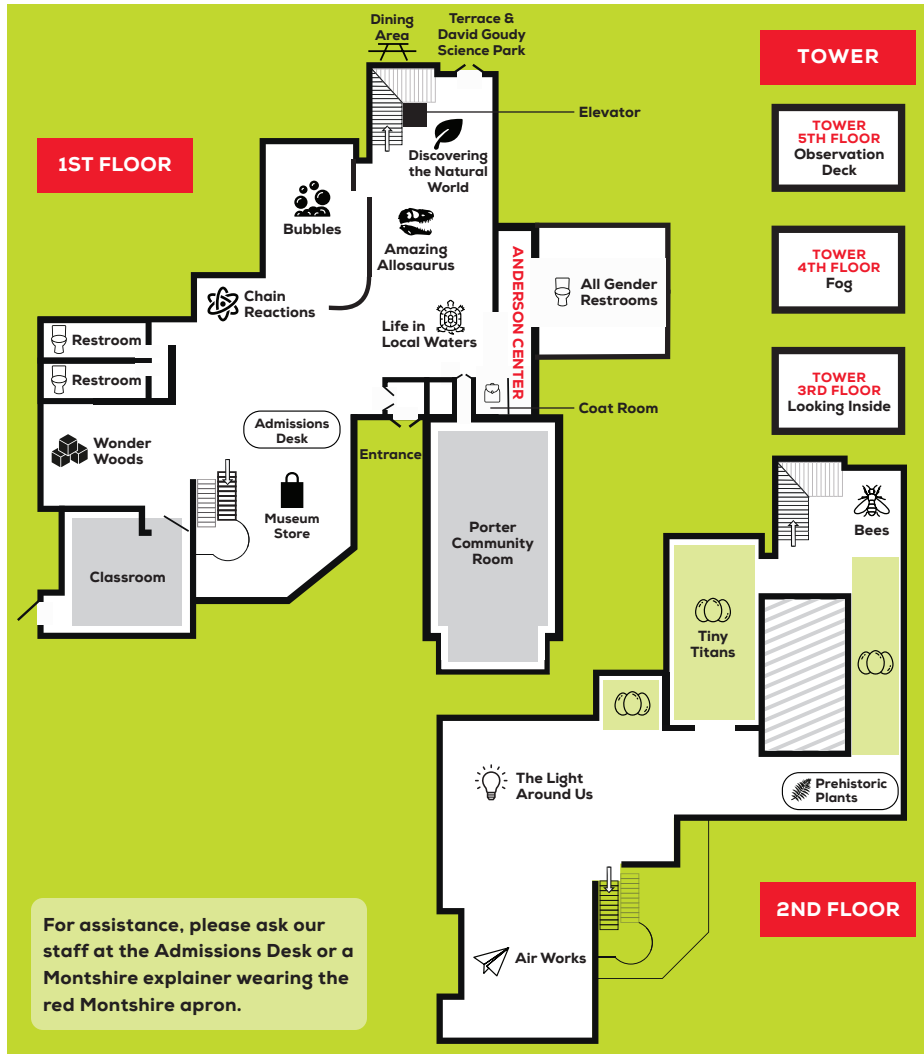 Dining
Area
Terrace &
David Goudy
Science Park
TOWER
Elevator
TOWER
5TH FLOOR
Observation
Deck
1ST FLOOR
Discovering
the Natural
World
Bubbles
Amazing
Allosaurus
ANDERSON CENTER
All Gender
Restrooms
TOWER
4TH FLOOR
Fog
Chain
Reactions
Life in
Local Waters
Restroom
Restroom
TOWER
3RD FLOOR
Looking Inside
Coat Room
Admissions
Desk
Entrance
Wonder
Woods
Museum
Store
Porter
Community
Room
Classroom
Bees
Tiny
Titans
The Light
Around Us
Prehistoric
Plants
2ND FLOOR
Air Works
For assistance, please ask our
staff at the Admissions Desk or a
Montshire explainer wearing the
red Montshire apron.